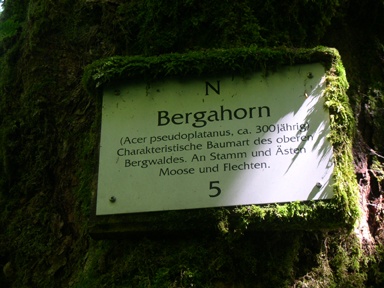 N
Bergahorn
(Acer pseudoplatanus, ca. 300jährig)
Charakteristische Baumart des oberen
Bergwaldes. An Stamm und Ästen
Moose und Flechten.
5